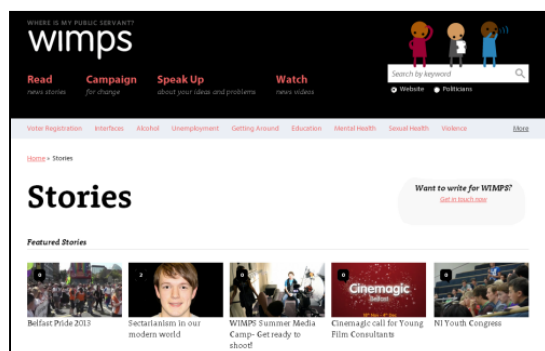 WHERE IS MY PUBLIC SERVANT?
wimps
Read Campaign Speak Up Watch
news stories for change about your ideas and problems news videos
Search by keyword
Website Politicians
Voter Registration Interfaces Alcohol Unemployment Getting Around Education Mental Health Sexual Health Violence More
Home » Stories
Stories
Want to write for WIMPS?
Get in touch now
Featured Stories
0 2 0 0 0
Cinemagic
Belfast
Belfast Pride 2013 Sectarianism in our WIMPS Summer Media Cinemagic call for Young NI Youth Congress
modern world Camp- Get ready to Film Consultants
shoot!